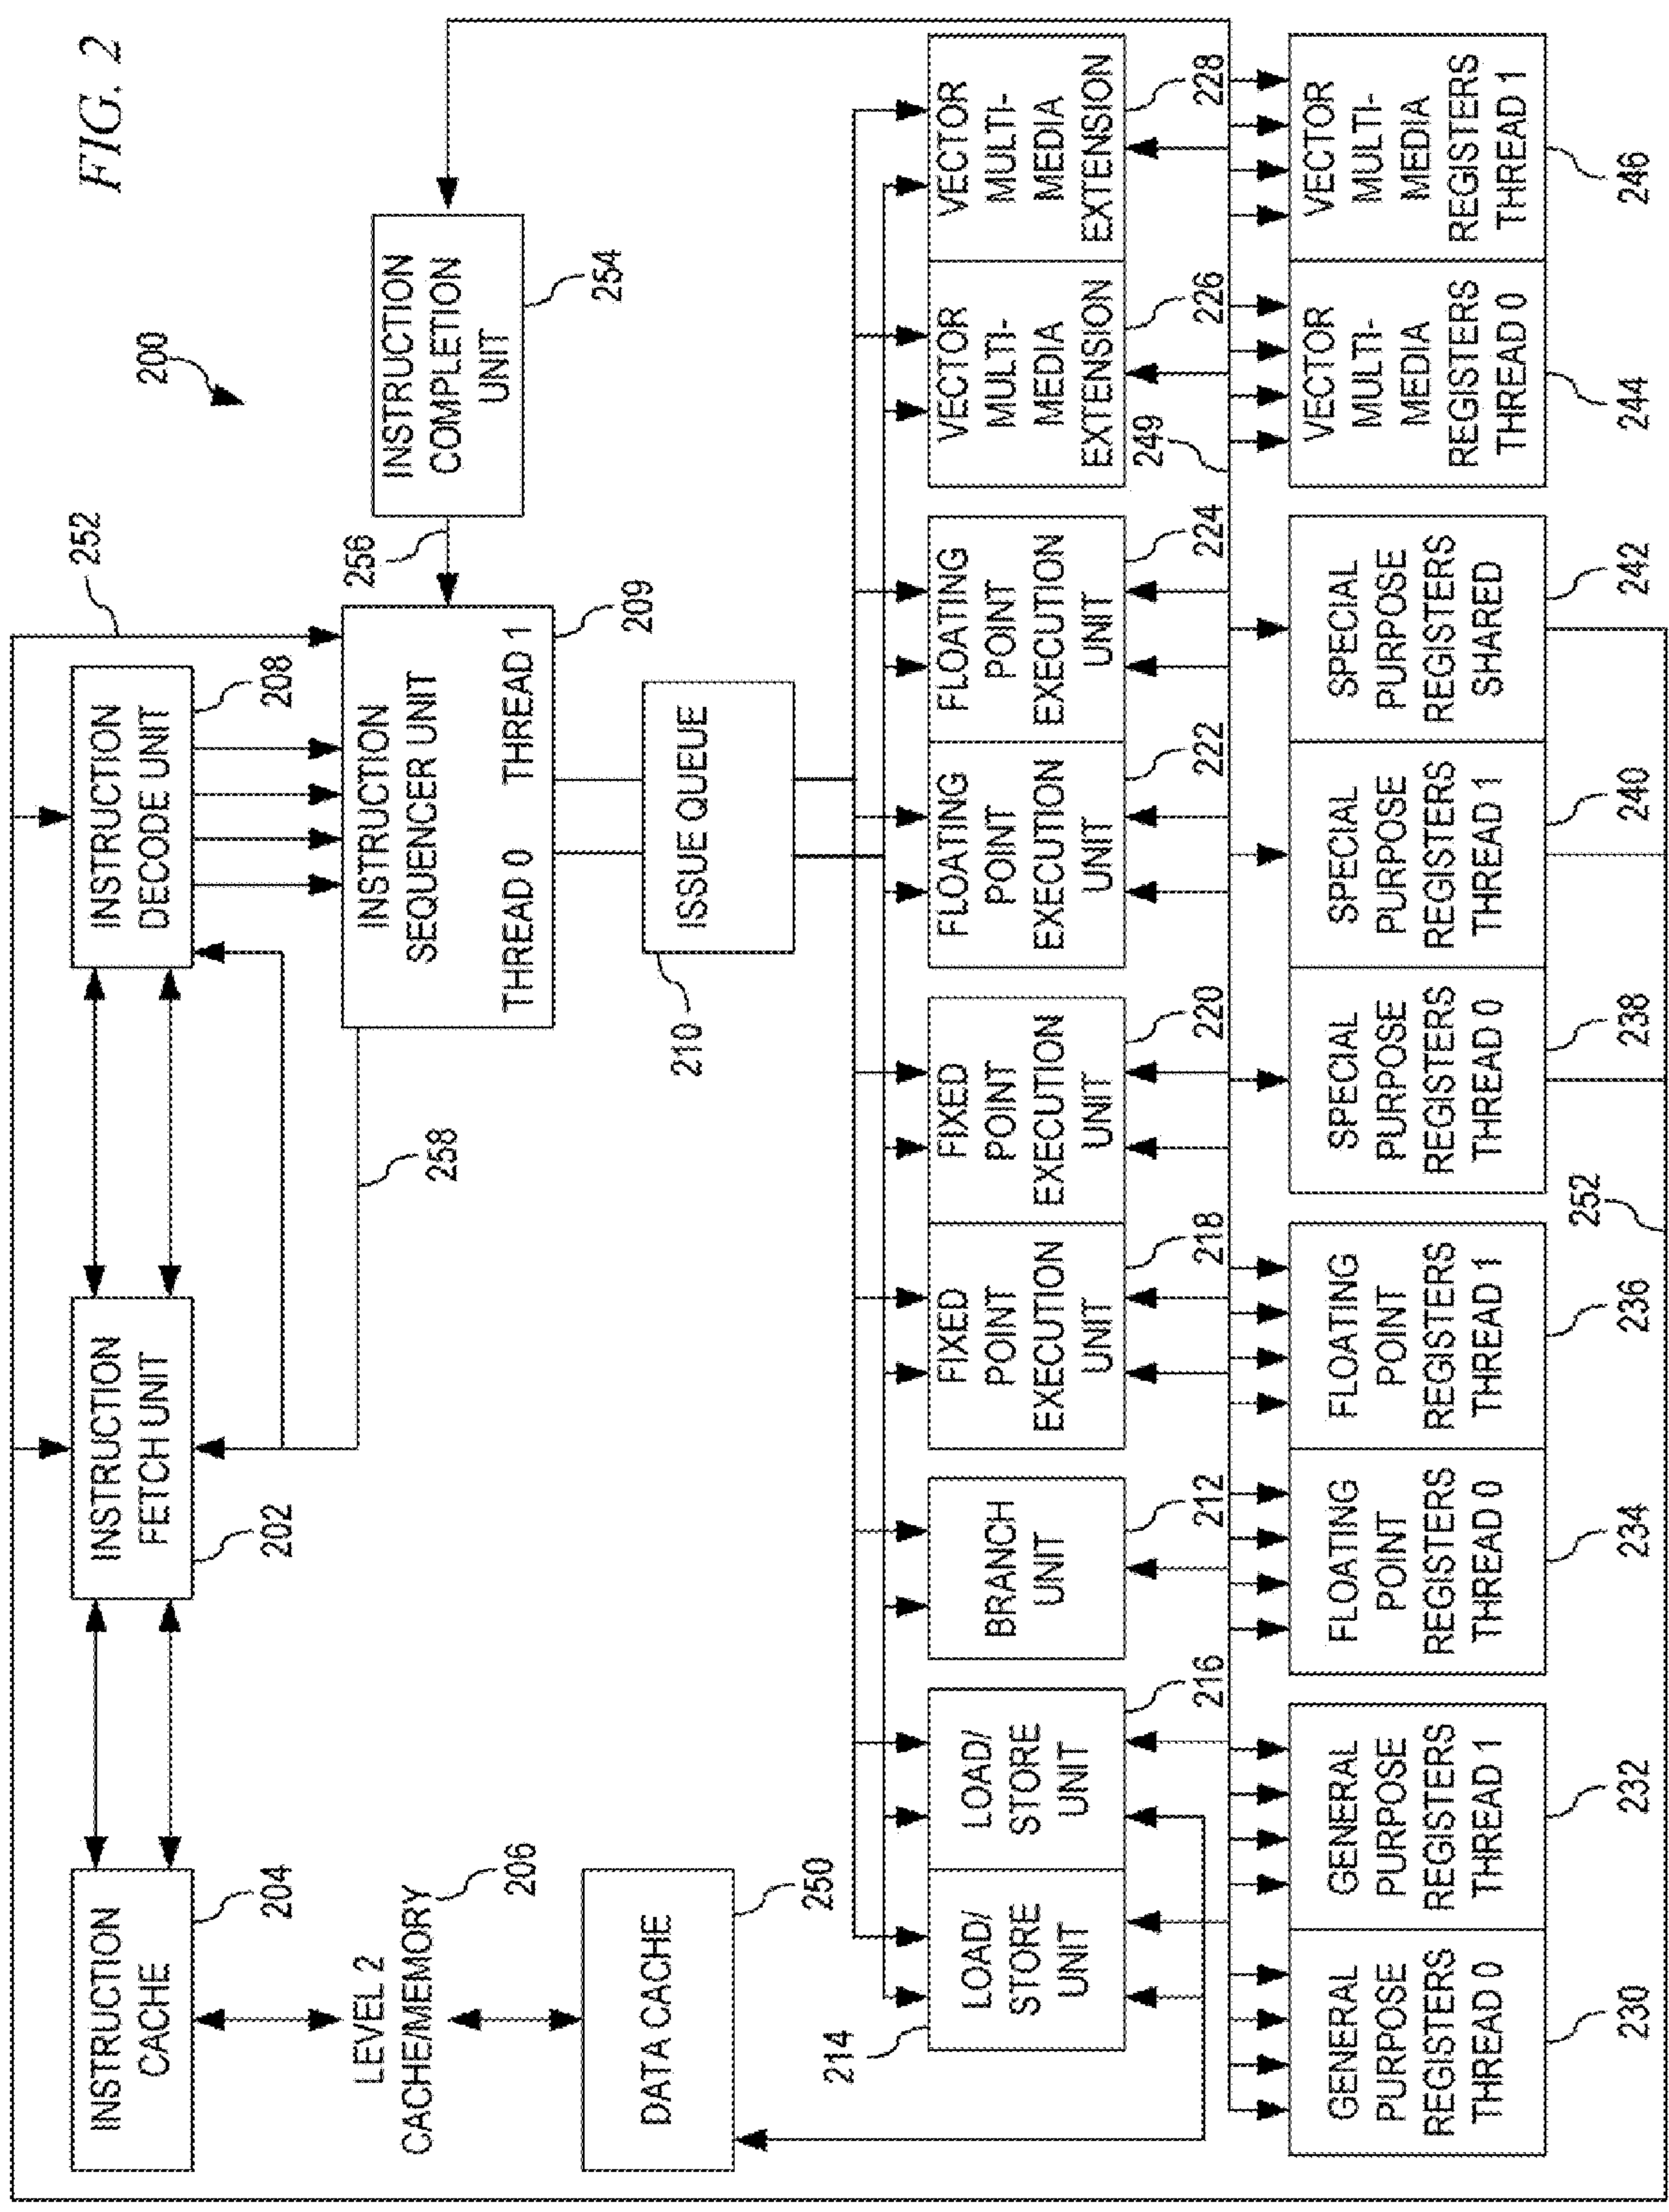 FIG. 2
200
252
INSTRUCTION
CACHE
204
INSTRUCTION
FETCH UNIT
202
INSTRUCTION
DECODE UNIT
208
LEVEL 2
CACHE/MEMORY
206
258
INSTRUCTION
SEQUENCER UNIT
THREAD 0
THREAD 1
209
256
INSTRUCTION
COMPLETION
UNIT
254
DATA CACHE
250
210
ISSUE QUEUE
214
LOAD/
STORE
UNIT
LOAD/
STORE
UNIT
216
BRANCH
UNIT
212
FIXED
POINT
EXECUTION
UNIT
218
FIXED
POINT
EXECUTION
UNIT
220
FLOATING
POINT
EXECUTION
UNIT
222
FLOATING
POINT
EXECUTION
UNIT
224
VECTOR
MULTI-
MEDIA
EXTENSION
226
VECTOR
MULTI-
MEDIA
EXTENSION
228
249
GENERAL
PURPOSE
REGISTERS
THREAD 0
230
GENERAL
PURPOSE
REGISTERS
THREAD 1
232
FLOATING
POINT
REGISTERS
THREAD 0
234
FLOATING
POINT
REGISTERS
THREAD 1
236
252
SPECIAL
PURPOSE
REGISTERS
THREAD 0
238
SPECIAL
PURPOSE
REGISTERS
THREAD 1
240
SPECIAL
PURPOSE
REGISTERS
SHARED
242
VECTOR
MULTI-
MEDIA
REGISTERS
THREAD 0
244
VECTOR
MULTI-
MEDIA
REGISTERS
THREAD 1
246